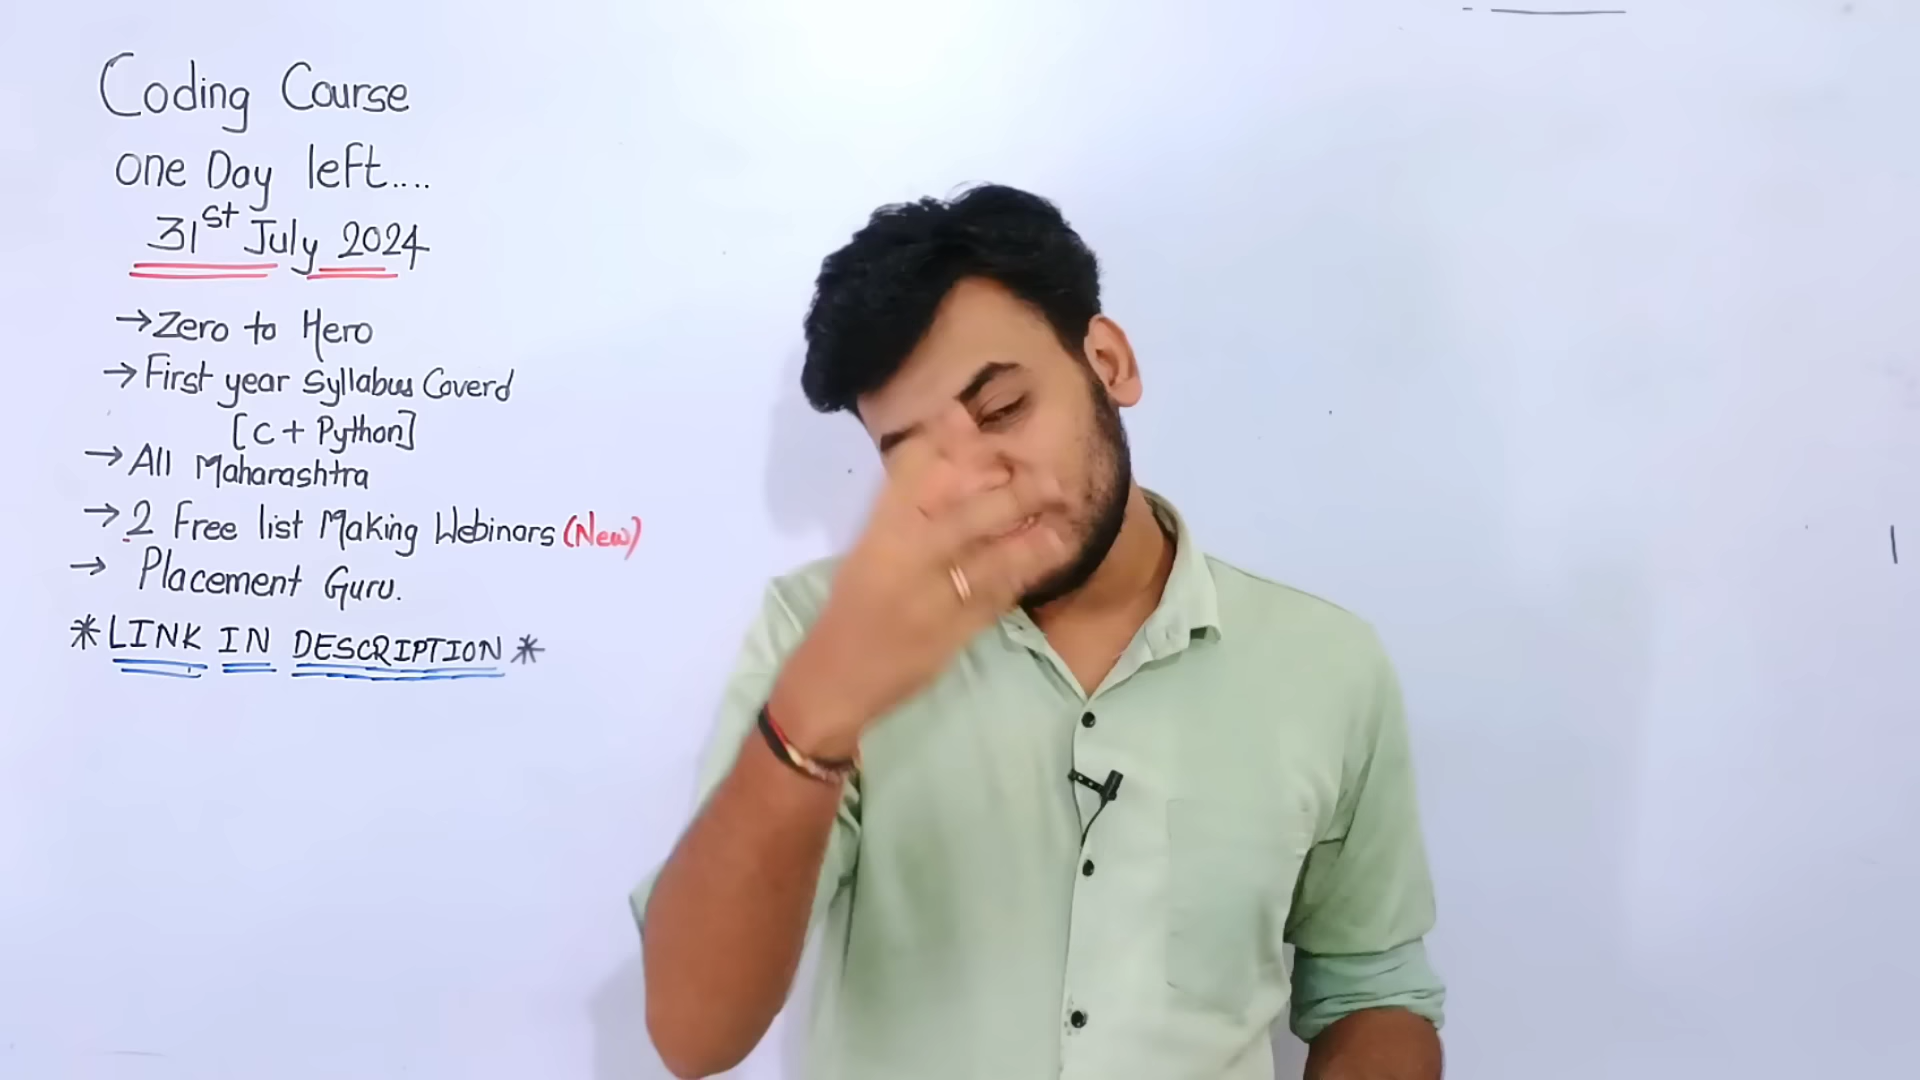 Coding Course
one Day left....
31st July 2024
→ Zero to Hero
→ First year Syllabus Coverd
[C + Python]
→ All Maharashtra
→ 2 Free list Making Webinars (New)
→ Placement Guru.
* LINK IN DESCRIPTION *